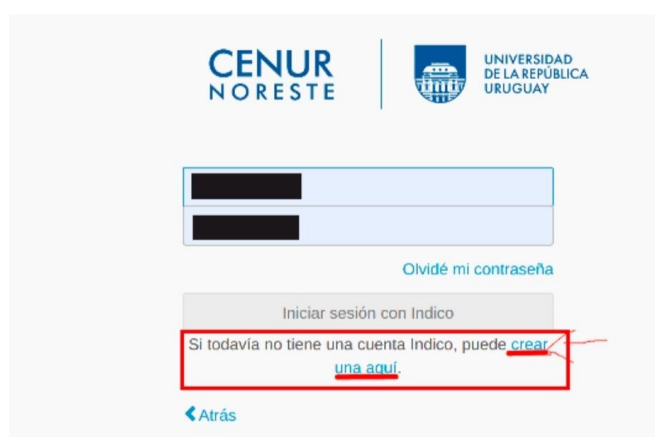 CENUR
NORESTE
UNIVERSIDAD
DE LA REPÚBLICA
URUGUAY
Olvidé mi contraseña
Iniciar sesión con Indico
Si todavía no tiene una cuenta Indico, puede crear
una aquí.
Atrás